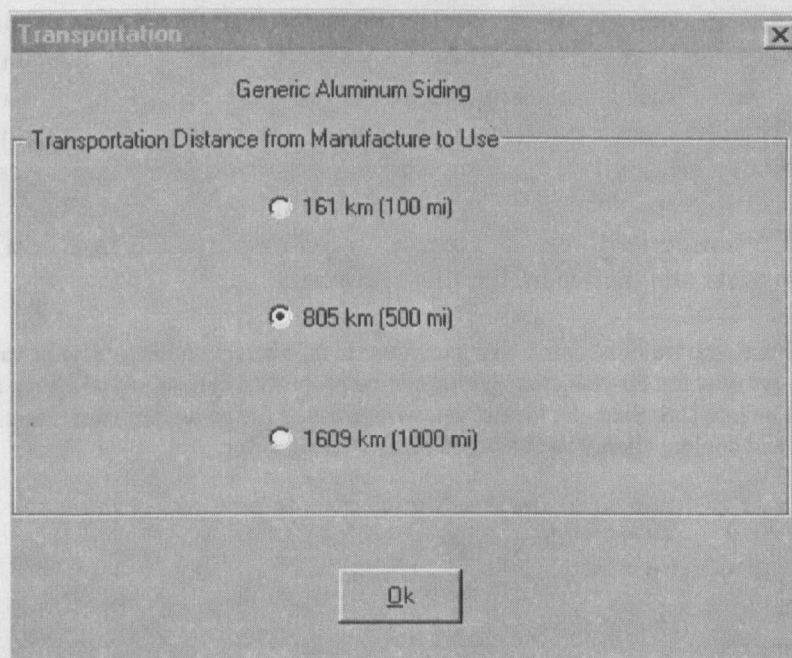 Transportation
Generic Aluminum Siding
Transportation Distance from Manufacture to Use
161 km (100 mi)
805 km (500 mi)
1609 km (1000 mi)
Ok